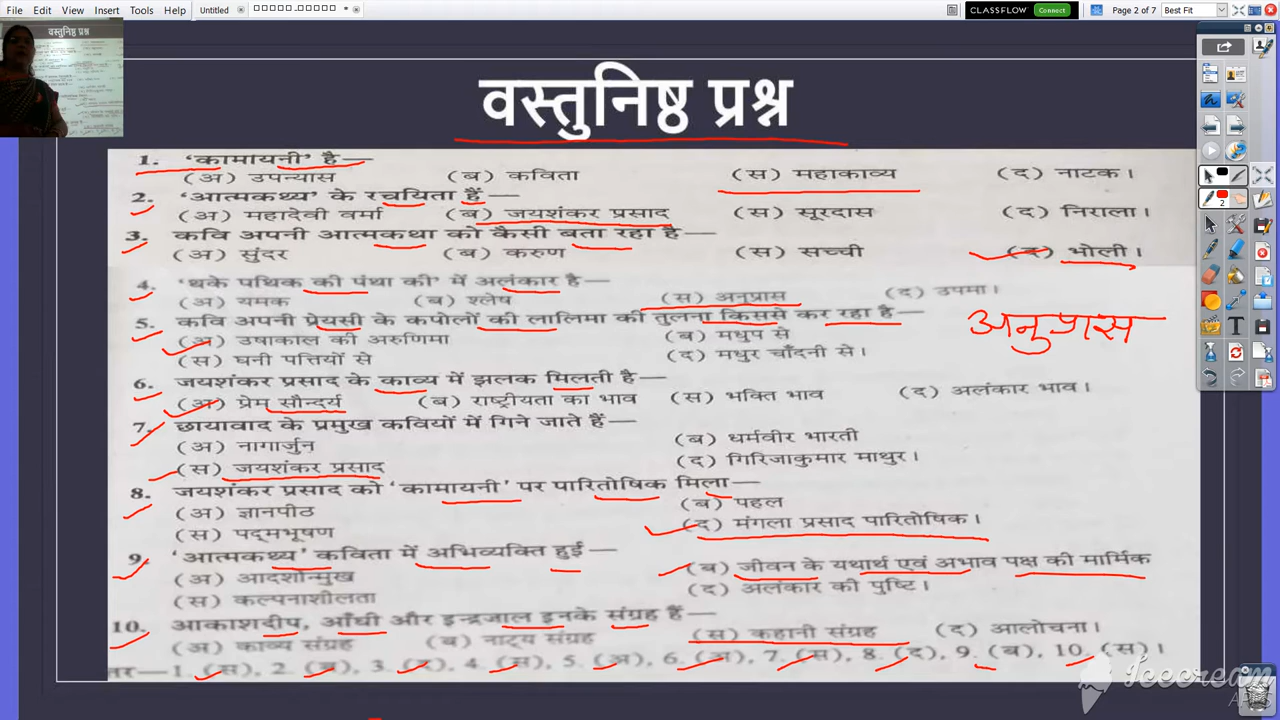 File Edit View Insert Tools Help Untitled CLASSFLOW Connect Page 2 of 7 Best Fit
वस्तुनिष्ठ प्रश्न
वस्तुनिष्ठ प्रश्न
1. 'कामायनी' है—
(अ) उपन्यास (ब) कविता (स) महाकाव्य (द) नाटक।
2. 'आत्मकथ्य' के रचयिता हैं—
(अ) महादेवी वर्मा (ब) जयशंकर प्रसाद (स) सूरदास (द) निराला।
3. कवि अपनी आत्मकथा को कैसी बता रहा है—
(अ) सुंदर (ब) करुण (स) सच्ची (द) भोली।
4. 'थके पथिक की पंथा की' में अलंकार है—
(अ) यमक (ब) श्लेष (स) अनुप्रास (द) उपमा।
5. कवि अपनी प्रेयसी के कपोलों की लालिमा की तुलना किससे कर रहा है—
अनुप्रास
(अ) उषाकाल की अरुणिमा (ब) मधुप से
(स) घनी पत्तियों से (द) मधुर चाँदनी से।
6. जयशंकर प्रसाद के काव्य में झलक मिलती है—
(अ) प्रेम सौन्दर्य (ब) राष्ट्रीयता का भाव (स) भक्ति भाव (द) अलंकार भाव।
7. छायावाद के प्रमुख कवियों में गिने जाते हैं—
(अ) नागार्जुन (ब) धर्मवीर भारती
(स) जयशंकर प्रसाद (द) गिरिजाकुमार माथुर।
8. जयशंकर प्रसाद को 'कामायनी' पर पारितोषिक मिला—
(अ) ज्ञानपीठ (ब) पहल
(स) पद्मभूषण (द) मंगला प्रसाद पारितोषिक।
9. 'आत्मकथ्य' कविता में अभिव्यक्ति हुई—
(अ) आदर्शोन्मुख (ब) जीवन के यथार्थ एवं अभाव पक्ष की मार्मिक
(स) कल्पनाशीलता (द) अलंकार की पुष्टि।
10. आकाशदीप, आँधी और इन्द्रजाल इनके संग्रह हैं—
(अ) काव्य संग्रह (ब) नाट्य संग्रह (स) कहानी संग्रह (द) आलोचना।
तर—1. (स), 2. (ब), 3. (द), 4. (स), 5. (अ), 6. (अ), 7. (स), 8. (द), 9. (ब), 10. (स)।
Icecream
APPS